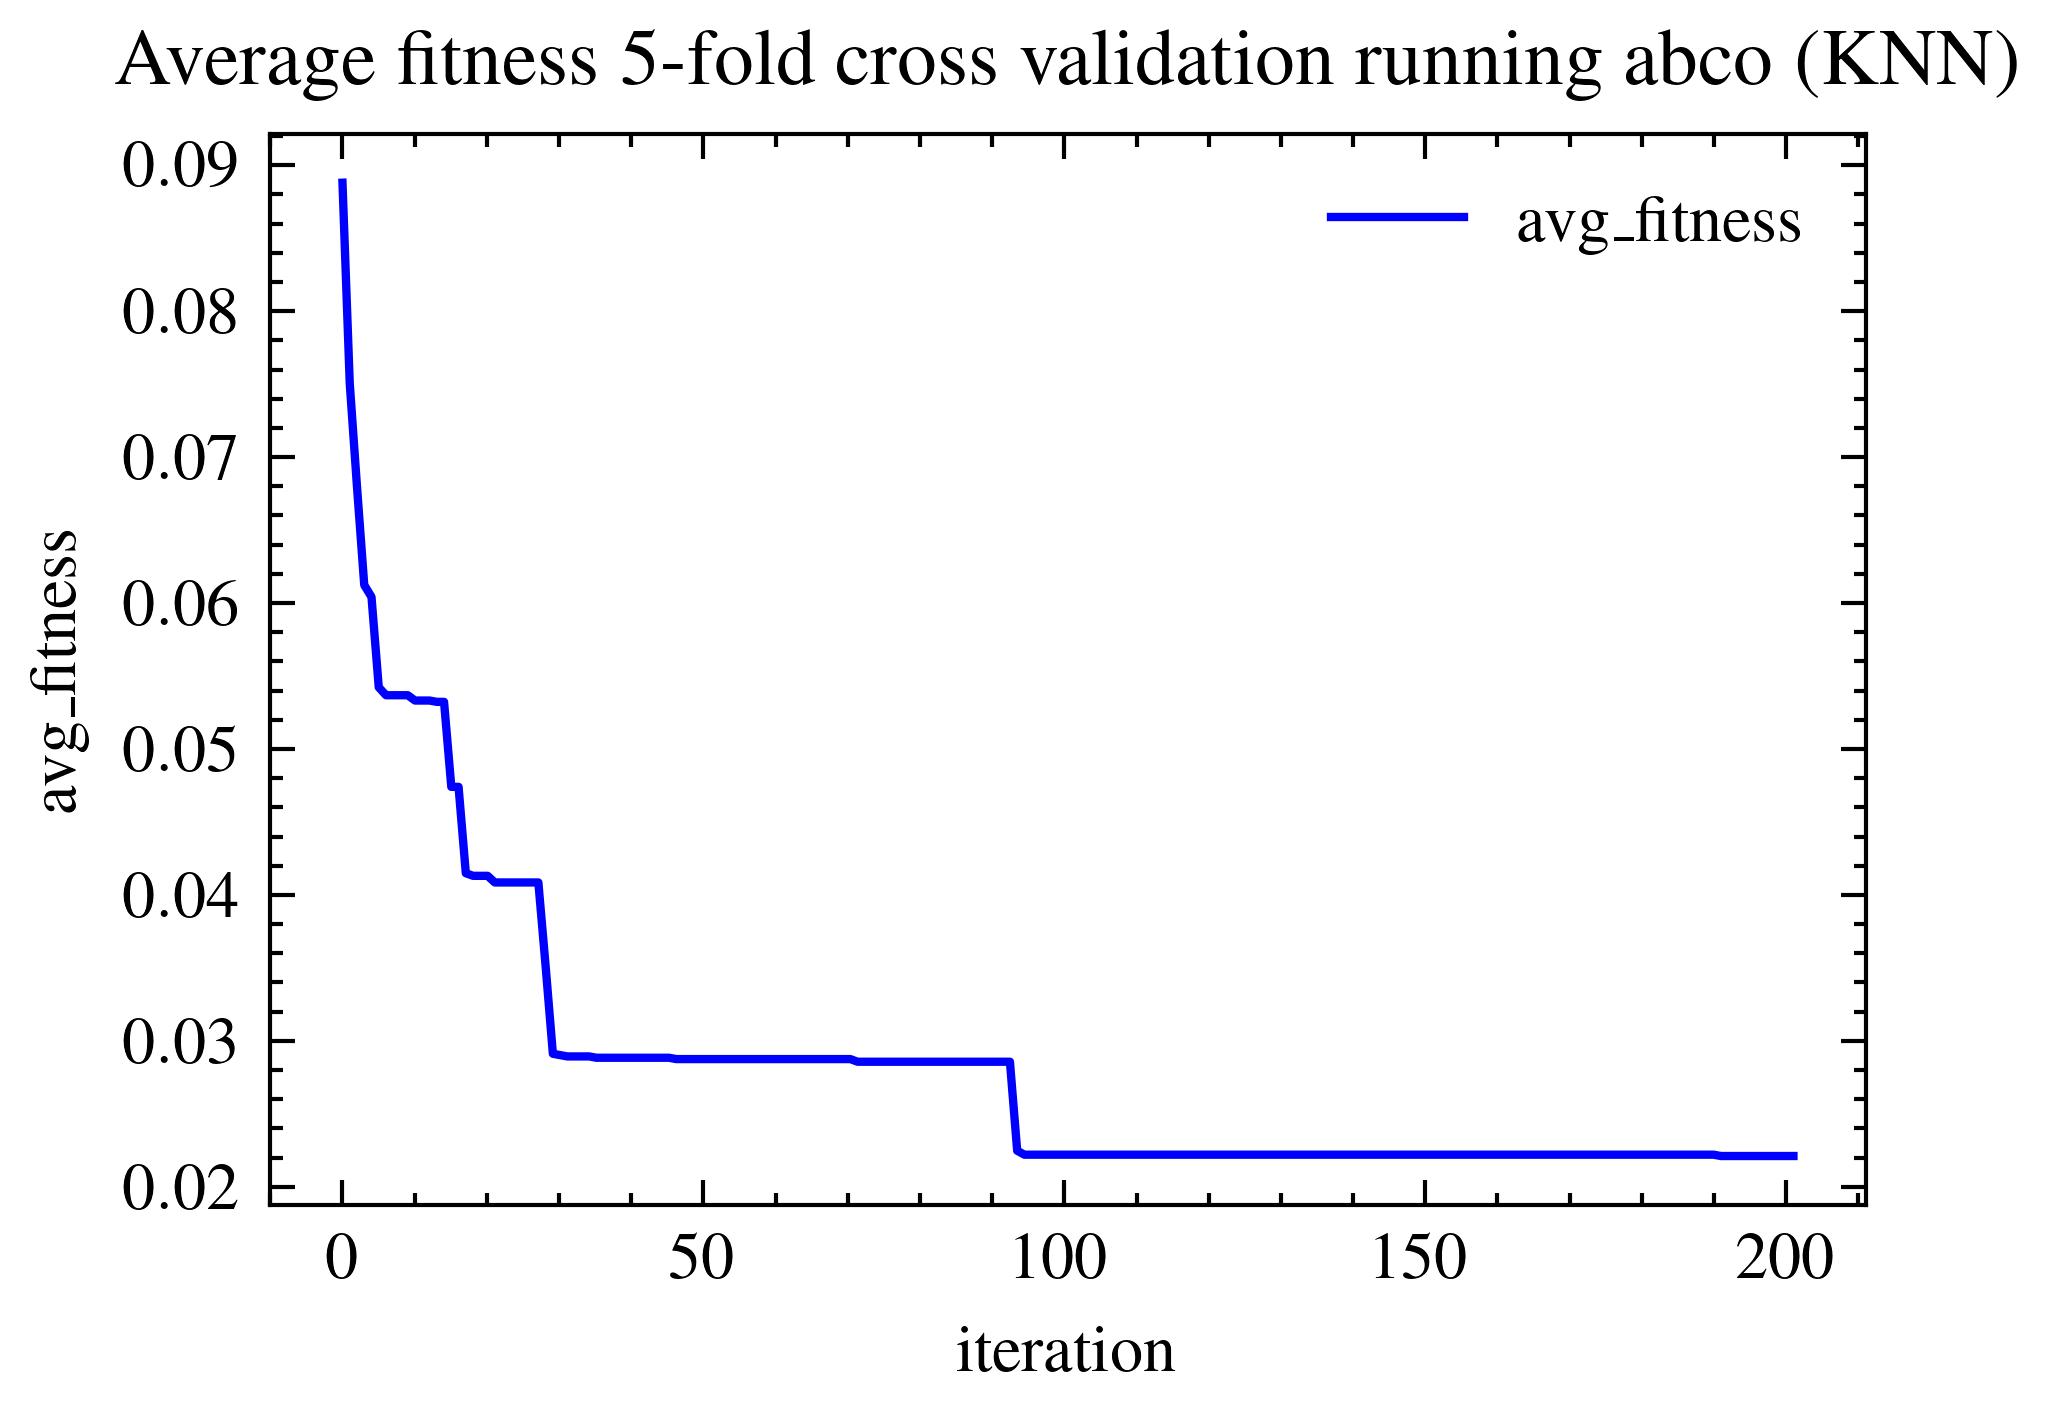 Average fitness 5-fold cross validation running abco (KNN)
avg_fitness
0.09
0.08
0.07
0.06
0.05
0.04
0.03
0.02
avg_fitness
0 50 100 150 200
iteration